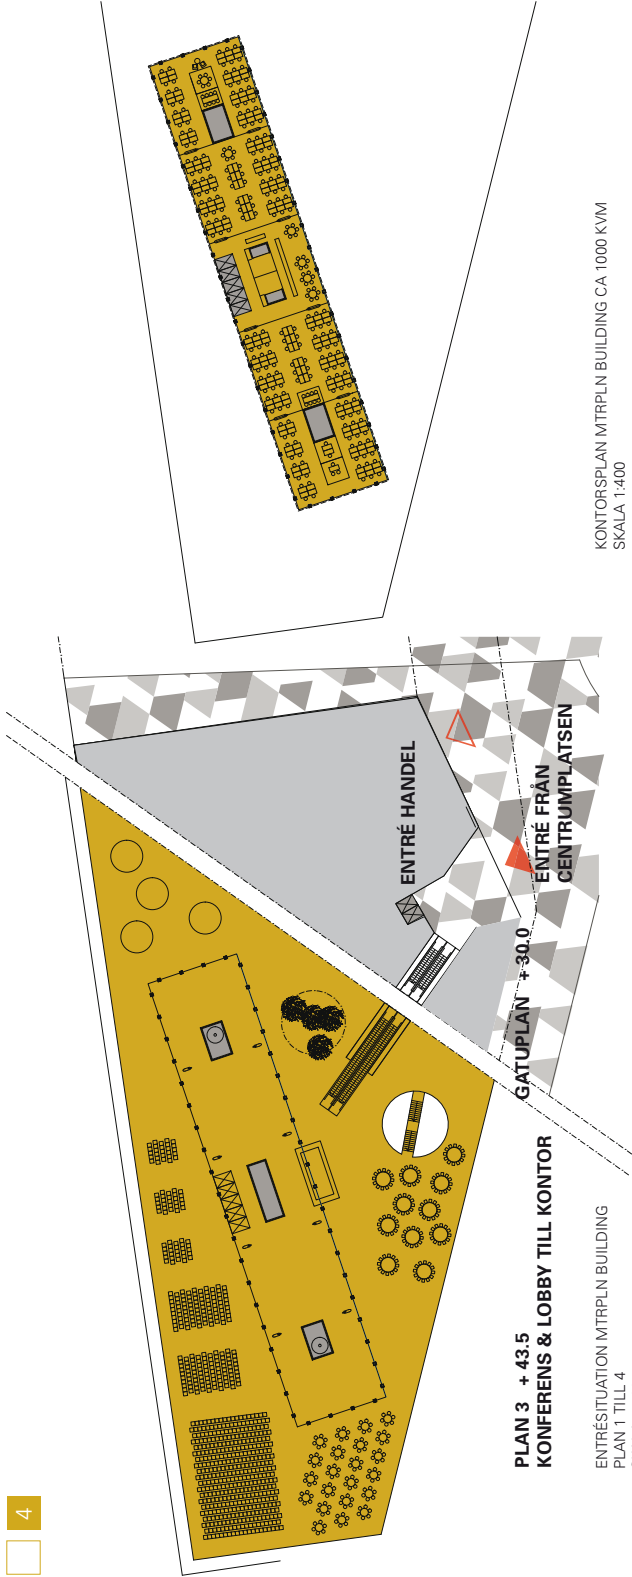 4
PLAN 3 + 43.5
KONFERENS & LOBBY TILL KONTOR
ENTRÉSITUATION MTRPLN BUILDING
PLAN 1 TILL 4
GATUPLAN + 30.0
ENTRÉ HANDEL
ENTRÉ FRÅN
CENTRUMPLATSEN
KONTORSPLAN MTRPLN BUILDING CA 1000 KVM
SKALA 1:400